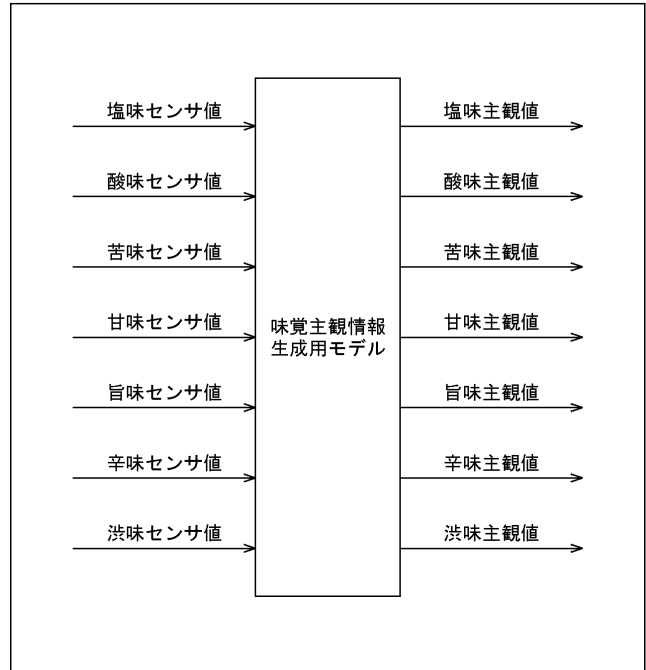 塩味センサ値
塩味主観値
酸味センサ値
酸味主観値
苦味センサ値
苦味主観値
甘味センサ値
甘味主観値
味覚主観情報
生成用モデル
旨味センサ値
旨味主観値
辛味センサ値
辛味主観値
渋味センサ値
渋味主観値